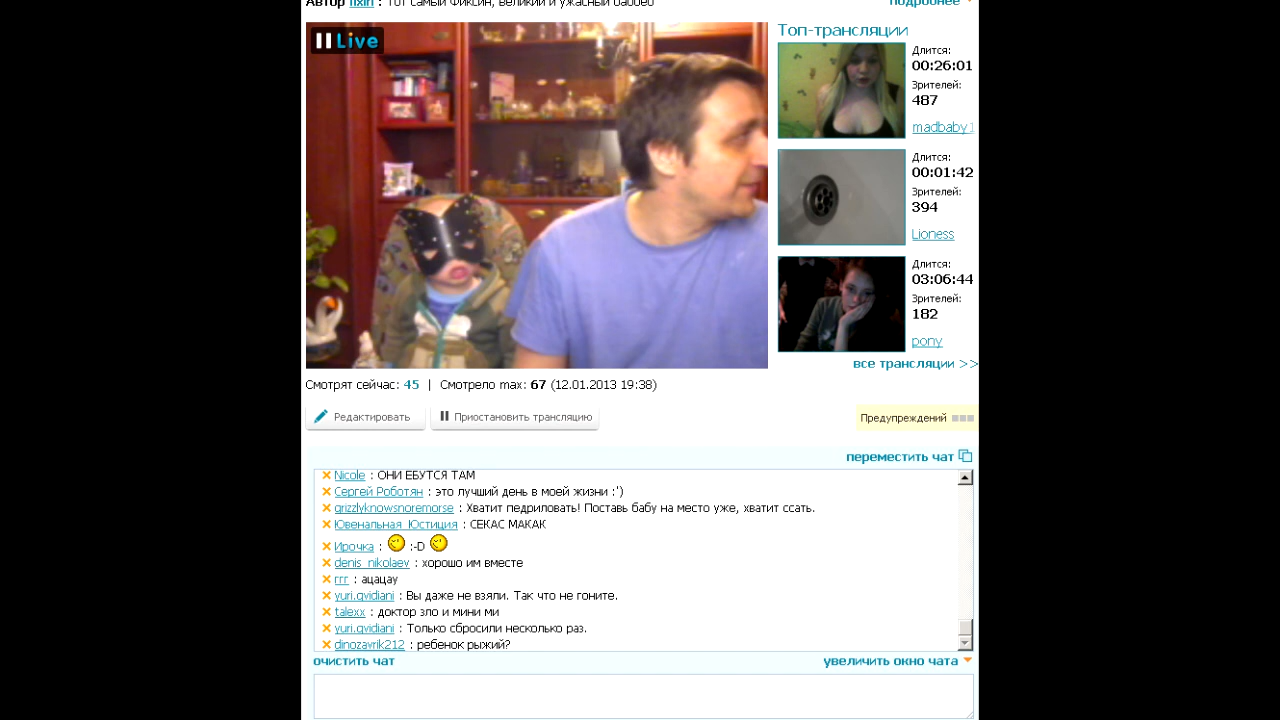 Автор fixin : Тот самый Фиксин, великий и ужасный
подробнее
Live
Топ-трансляции
Длится:
00:26:01
Зрителей:
487
madbaby1
Длится:
00:01:42
Зрителей:
394
Lioness
Длится:
03:06:44
Зрителей:
182
pony
все трансляции >>
Смотрят сейчас: 45 | Смотрело max: 67 (12.01.2013 19:38)
Редактировать
Приостановить трансляцию
Предупреждений
переместить чат
Nicole : ОНИ ЕБУТСЯ ТАМ
Сергей Роботян : это лучший день в моей жизни :')
grizzlyknowsnoremorse : Хватит педриловать! Поставь бабу на место уже, хватит ссать.
Ювенальная Юстиция : СЕКАС МАКАК
Ирочка : :-D
denis_nikolaev : хорошо им вместе
rrr : ацацау
yuri.gvidiani : Вы даже не взяли. Так что не гоните.
talexx : доктор зло и мини ми
yuri.gvidiani : Только сбросили несколько раз.
dinozavrik212 : ребенок рыжий?
очистить чат
увеличить окно чата